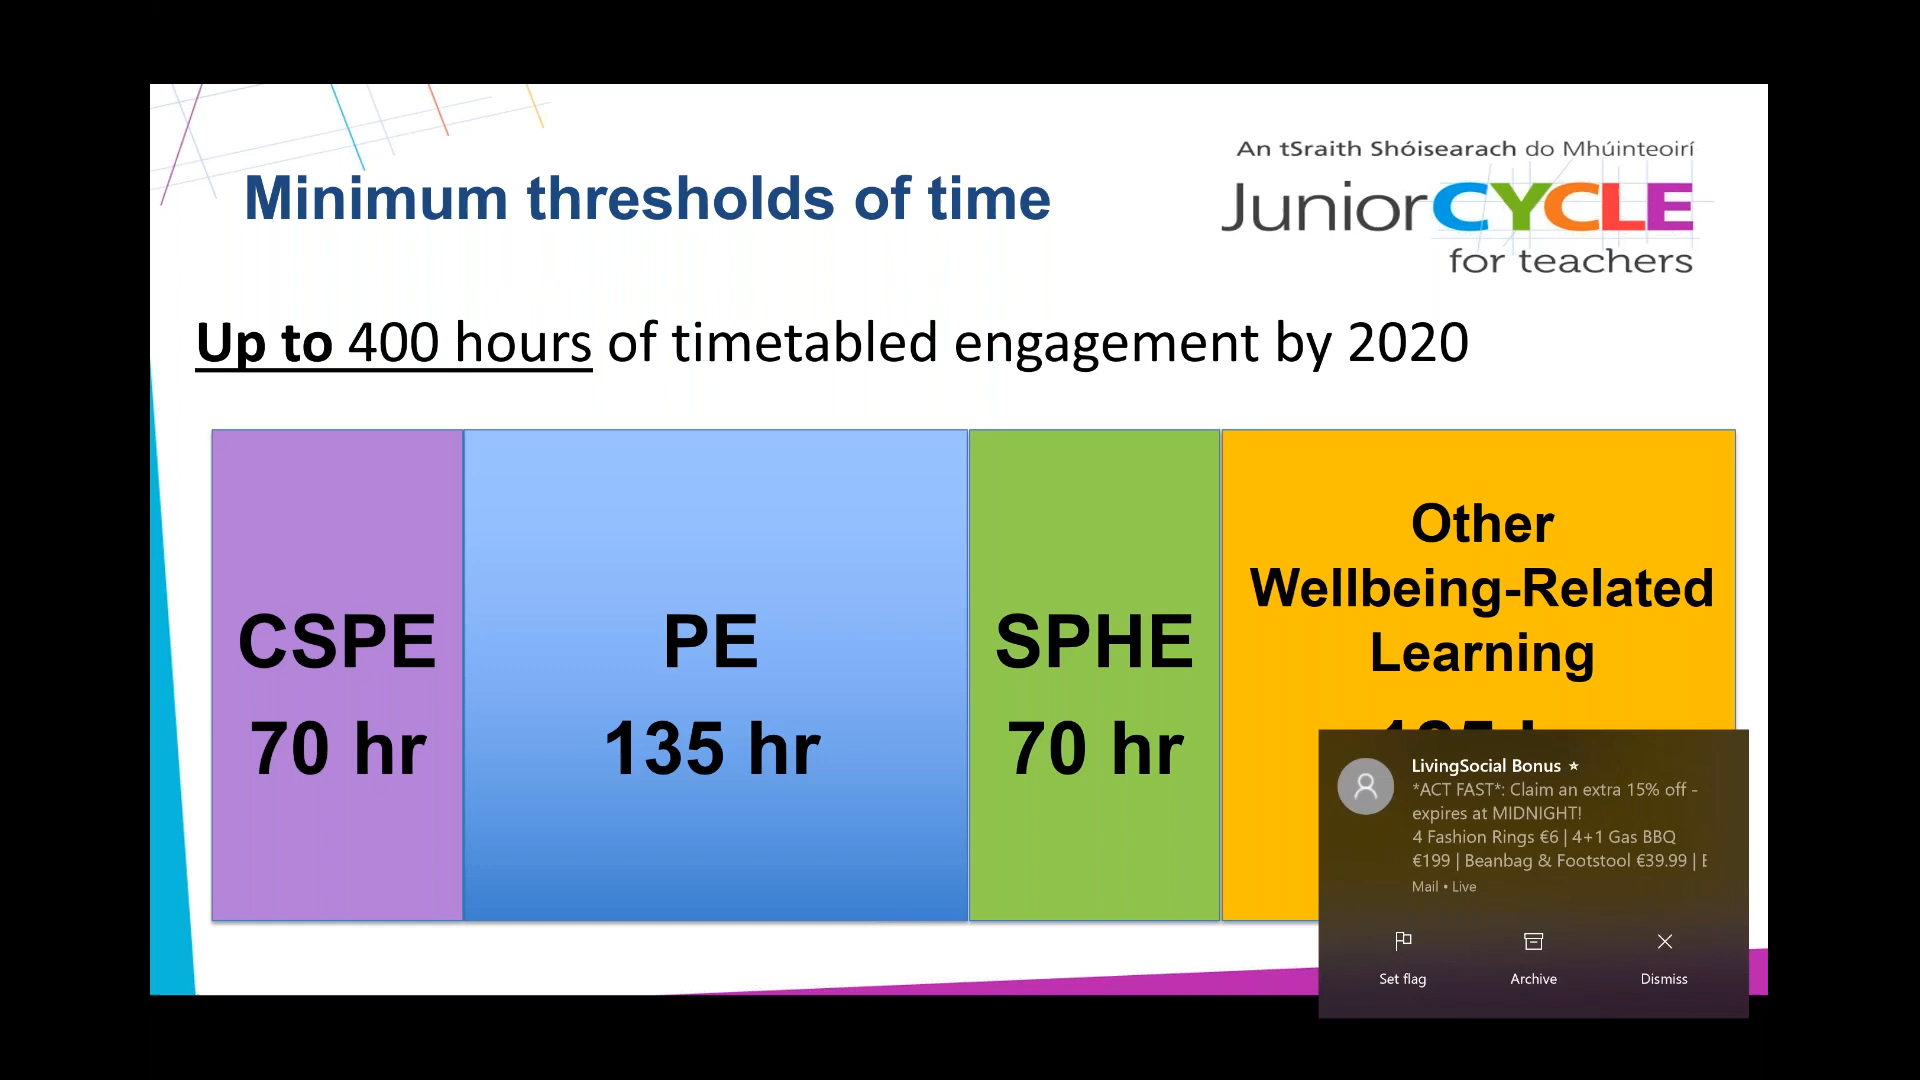 An tSraith Shóisearach do Mhúinteoirí
JuniorCYCLE
for teachers
Minimum thresholds of time
Up to 400 hours of timetabled engagement by 2020
CSPE
70 hr
PE
135 hr
SPHE
70 hr
Other
Wellbeing-Related
Learning
LivingSocial Bonus ⭑
*ACT FAST*: Claim an extra 15% off -
expires at MIDNIGHT!
4 Fashion Rings €6 | 4+1 Gas BBQ
€199 | Beanbag & Footstool €39.99 |
Mail • Live
Set flag
Archive
Dismiss